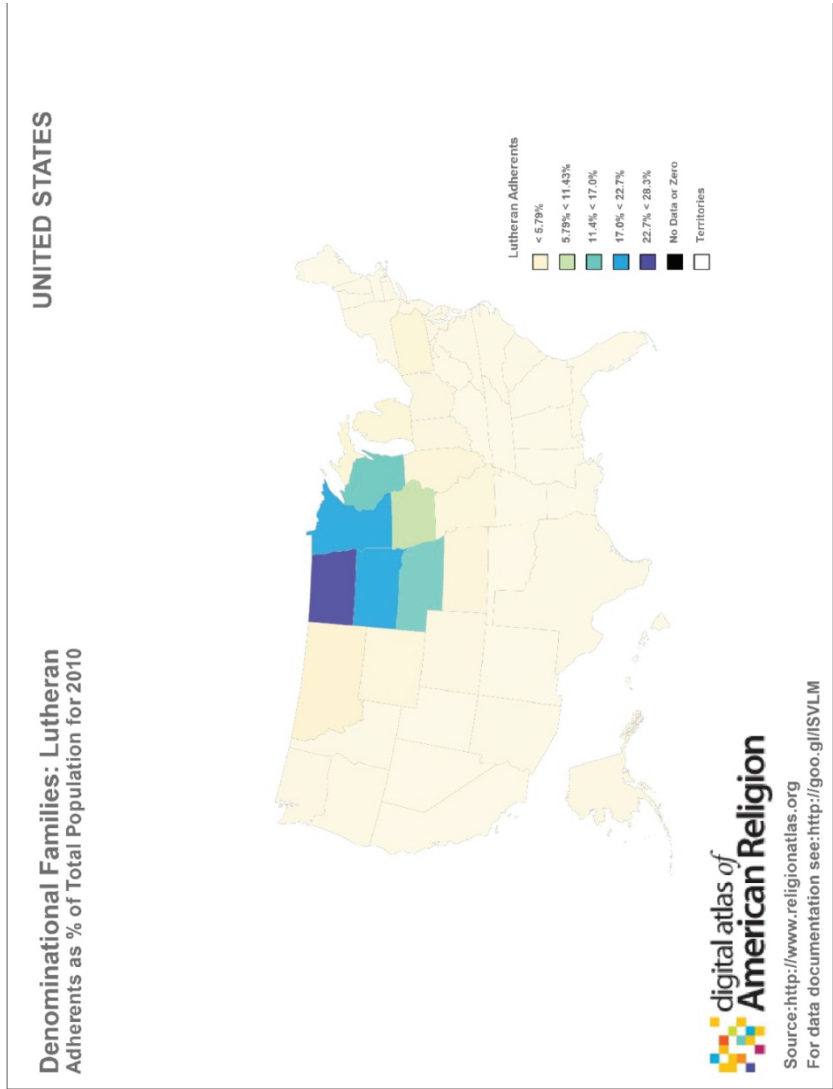 Denominational Families: Lutheran
Adherents as % of Total Population for 2010
UNITED STATES
Lutheran Adherents
< 5.79%
5.79% < 11.43%
11.4% < 17.0%
17.0% < 22.7%
22.7% < 28.3%
No Data or Zero
Territories
digital atlas of
American Religion
Source:http://www.religionatlas.org
For data documentation see:http://goo.gl/ISVLM